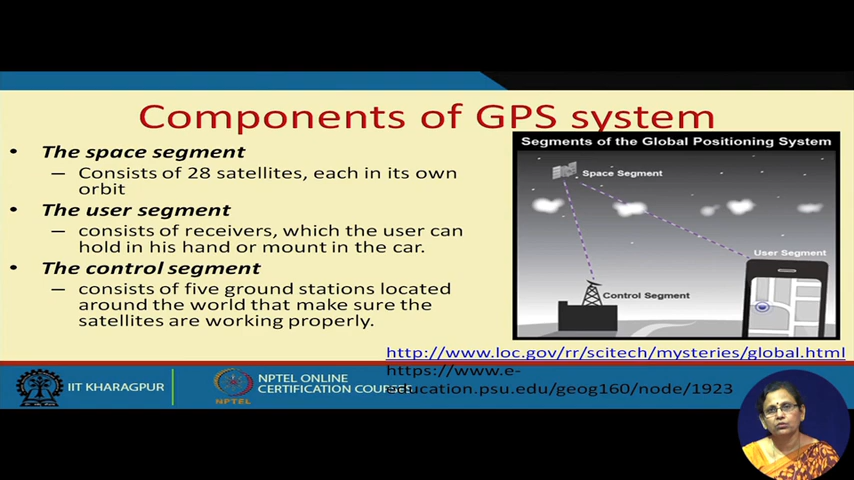 Components of GPS system
• The space segment
– Consists of 28 satellites, each in its own
orbit
• The user segment
– consists of receivers, which the user can
hold in his hand or mount in the car.
• The control segment
– consists of five ground stations located
around the world that make sure the
satellites are working properly.
Segments of the Global Positioning System
Space Segment
User Segment
Control Segment
http://www.loc.gov/rr/scitech/mysteries/global.html
https://www.e-
education.psu.edu/geog160/node/1923
IIT KHARAGPUR
NPTEL
NPTEL ONLINE
CERTIFICATION COURSES